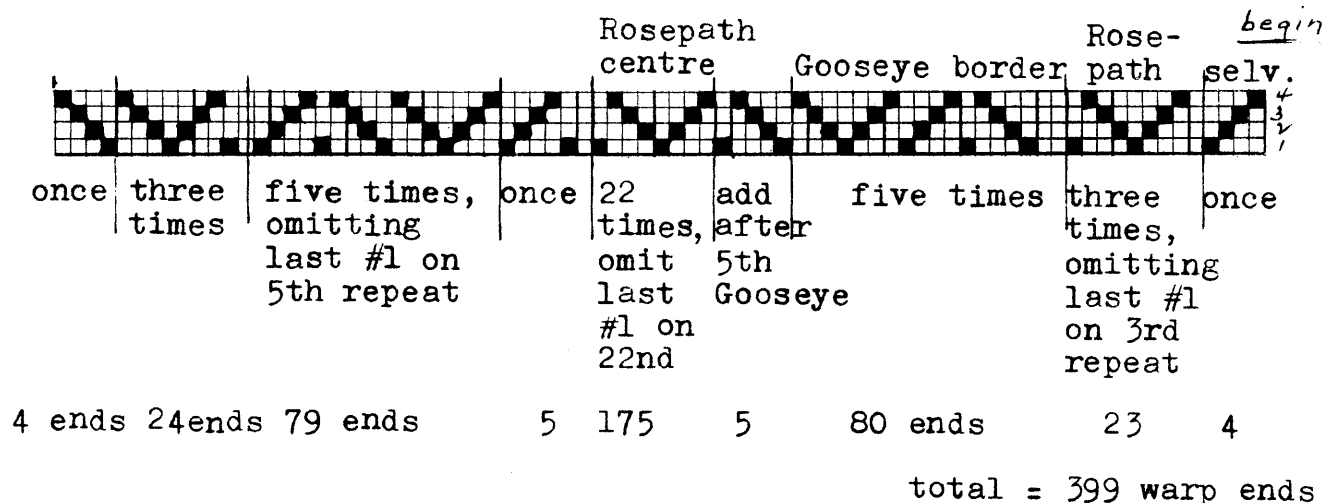 begin
Rosepath centre
Gooseye border
Rose-
path
selv.
4
3
2
1
once
three
times
five times,
omitting
last #1 on
5th repeat
once
22
times,
omit
last
#1 on
22nd
add
after
5th
Gooseye
five times
three
times,
omitting
last #1
on 3rd
repeat
once
4 ends 24ends 79 ends 5 175 5 80 ends 23 4
total = 399 warp ends